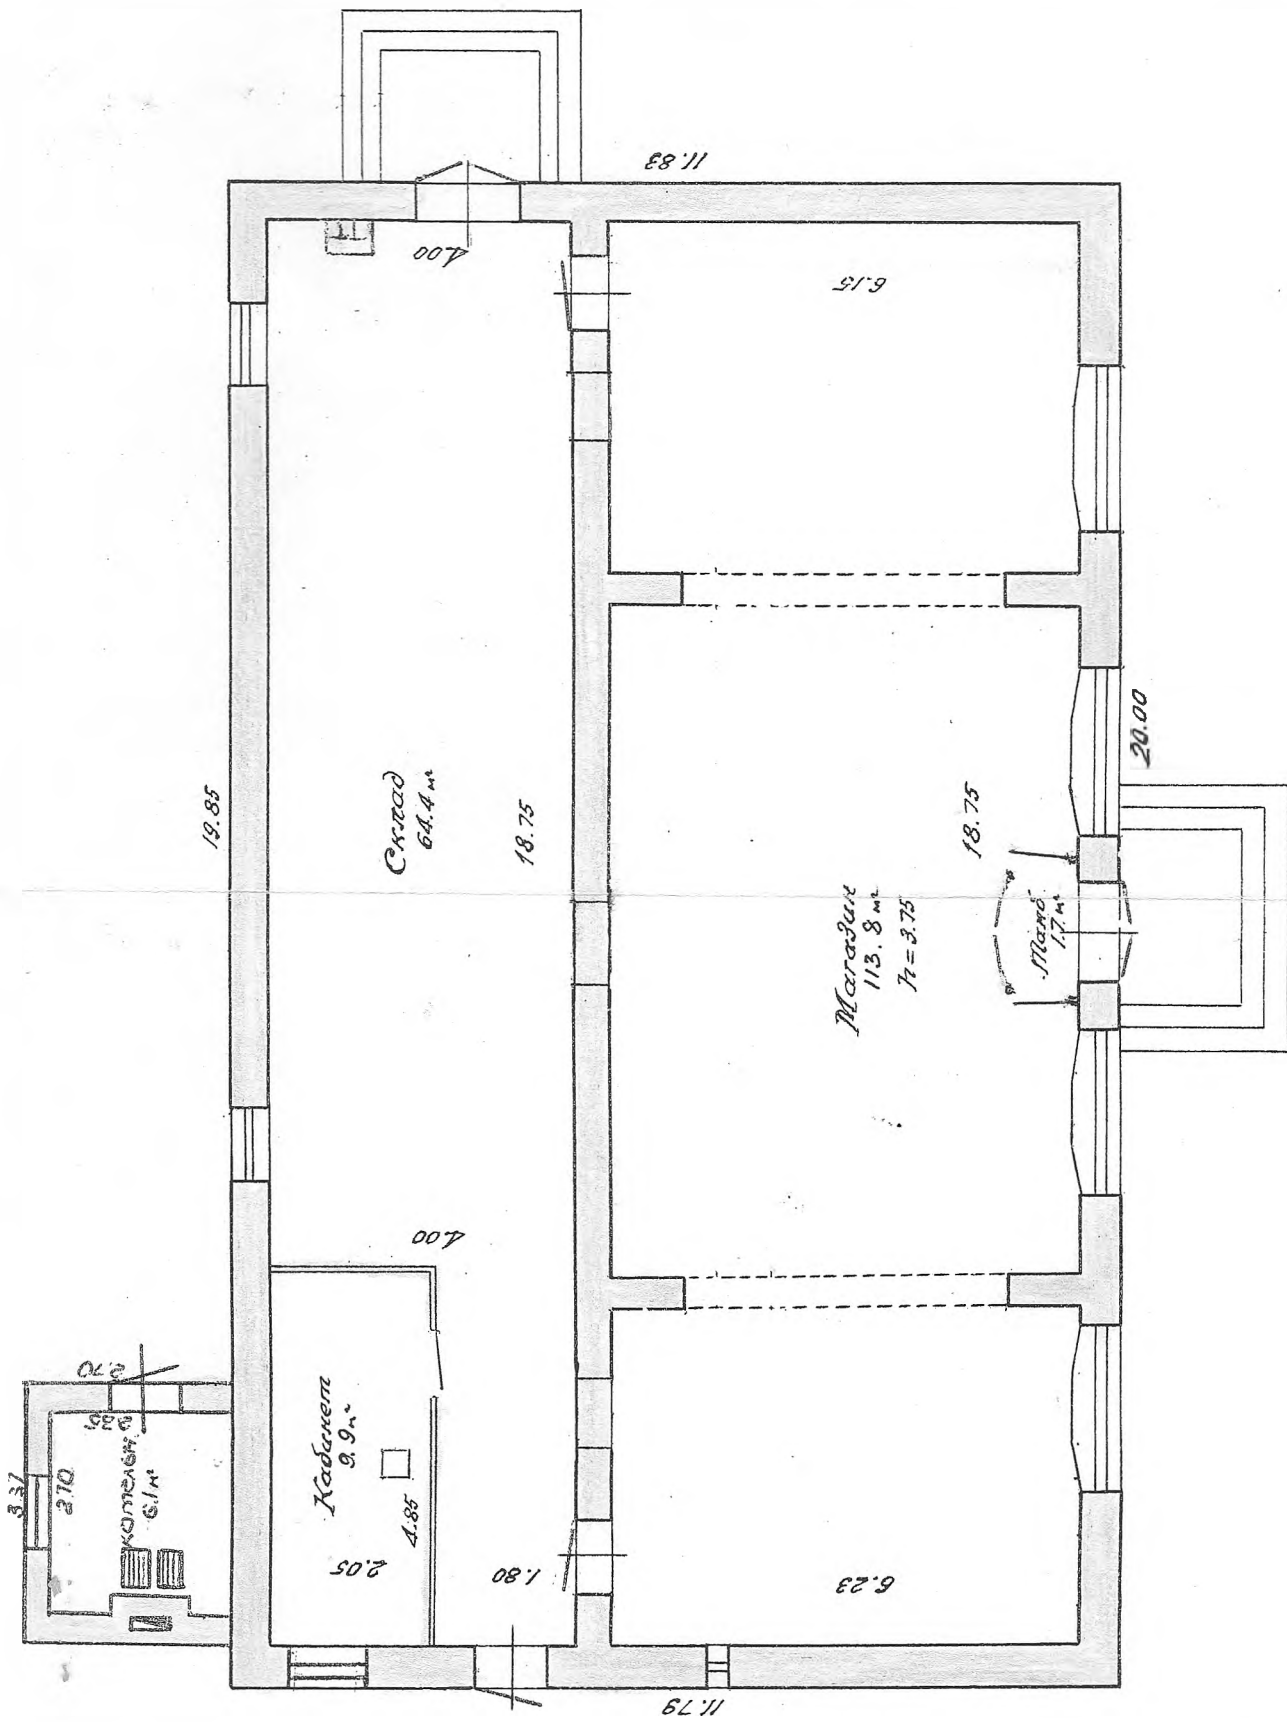 11.83
4.00
6.15
19.85
Склад
64.4 м²
18.75
20.00
18.75
Магазин
113.8 м²
h=3.75
Тамб.
1.7 м²
4.00
2.70
3.37
2.70
Котельн.
6.1 м²
Кабинет
9.9 м²
4.85
2.05
1.80
6.23
11.79